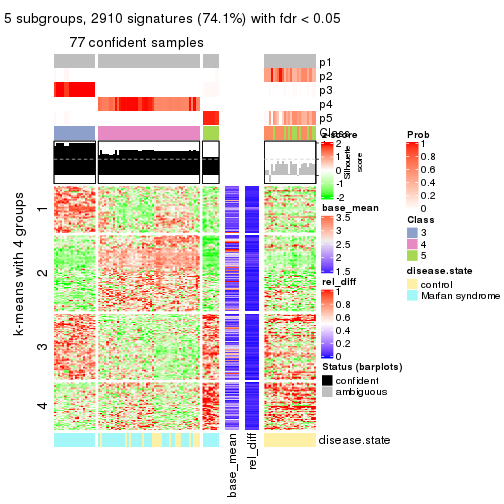 5 subgroups, 2910 signatures (74.1%) with fdr < 0.05
77 confident samples
p1
p2
p3
p4
p5
Class
Silhouette
score
k-means with 4 groups
1
2
3
4
base_mean
rel_diff
disease.state
z-score
2
1
0
-1
-2
base_mean
3.5
3
2.5
2
1.5
rel_diff
1
0.8
0.6
0.4
0.2
0
Status (barplots)
confident
ambiguous
Prob
1
0.8
0.6
0.4
0.2
0
Class
3
4
5
disease.state
control
Marfan syndrome